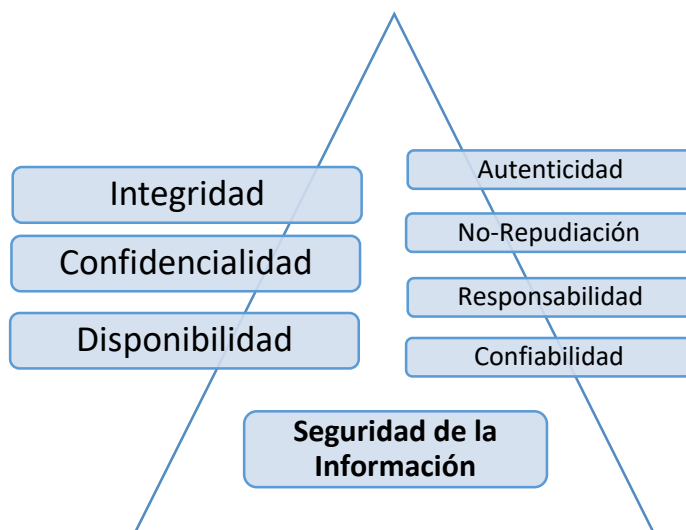 Integridad
Confidencialidad
Disponibilidad
Autenticidad
No-Repudiación
Responsabilidad
Confiabilidad
Seguridad de la
Información